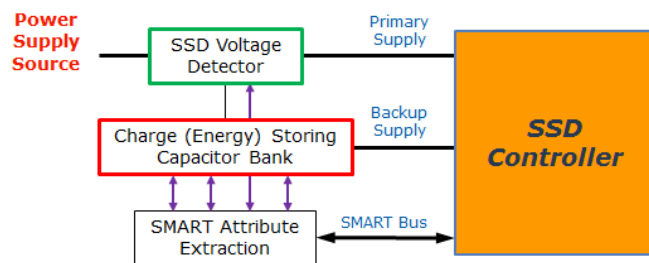 Power
Supply
Source
SSD Voltage
Detector
Primary
Supply
Charge (Energy) Storing
Capacitor Bank
Backup
Supply
SSD
Controller
SMART Attribute
Extraction
SMART Bus